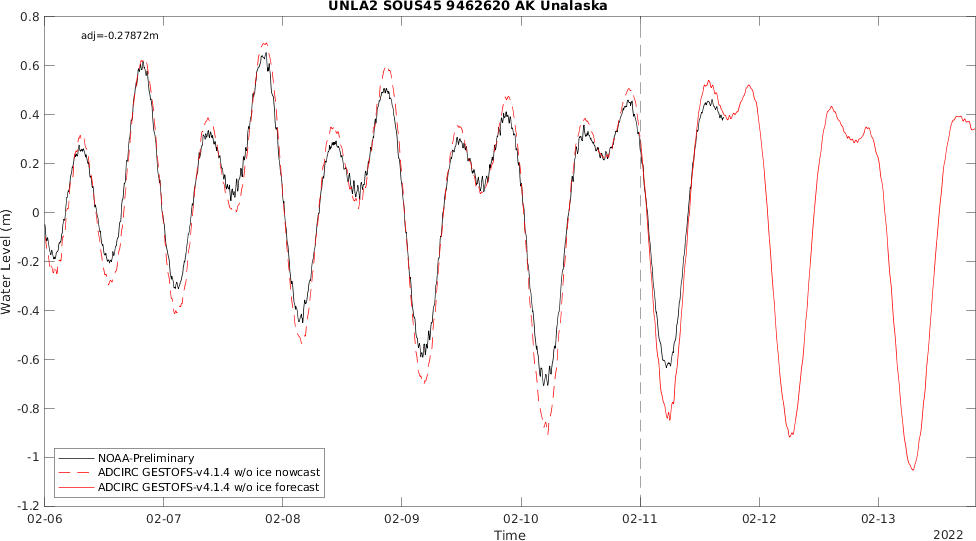 UNLA2 SOUS45 9462620 AK Unalaska
adj=-0.27872m
0.8
0.6
0.4
0.2
0
-0.2
-0.4
-0.6
-0.8
-1
-1.2
Water Level (m)
NOAA-Preliminary
ADCIRC GESTOFS-v4.1.4 w/o ice nowcast
ADCIRC GESTOFS-v4.1.4 w/o ice forecast
02-06 02-07 02-08 02-09 02-10 02-11 02-12 02-13
Time
2022